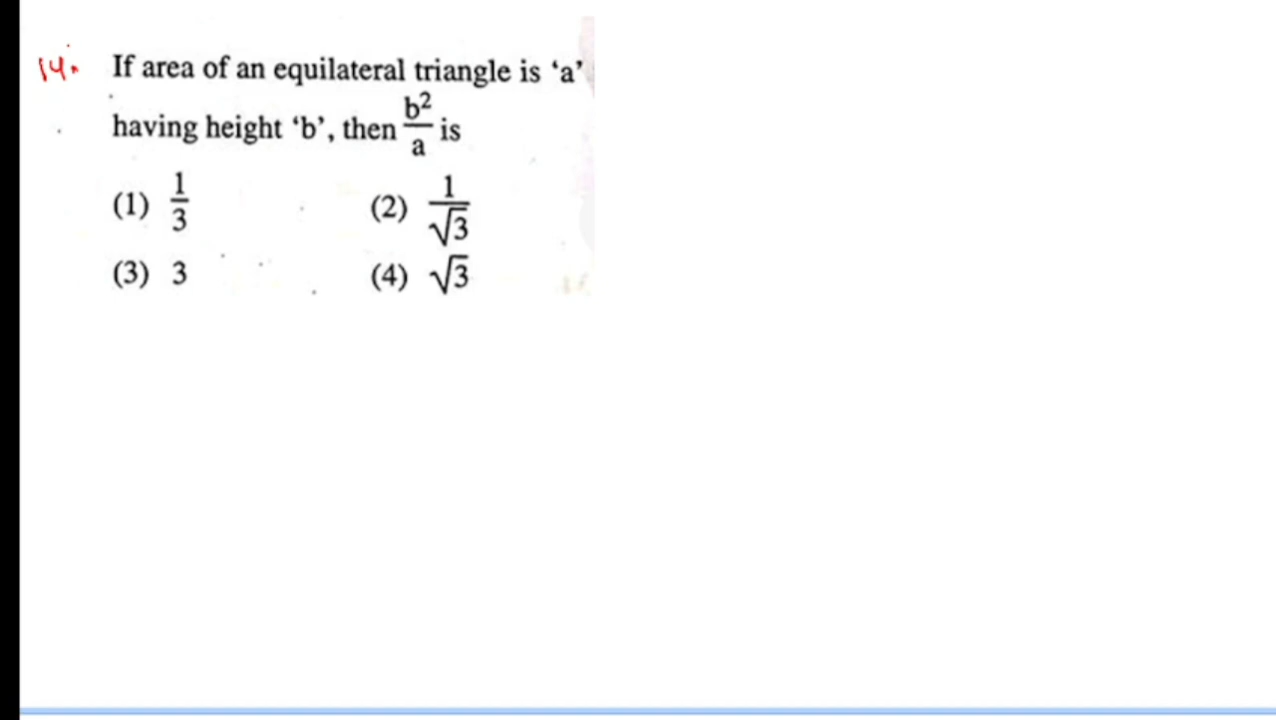 14. If area of an equilateral triangle is ‘a’
having height ‘b’, then b²/a is
(1) 1/3 (2) 1/√3
(3) 3 (4) √3